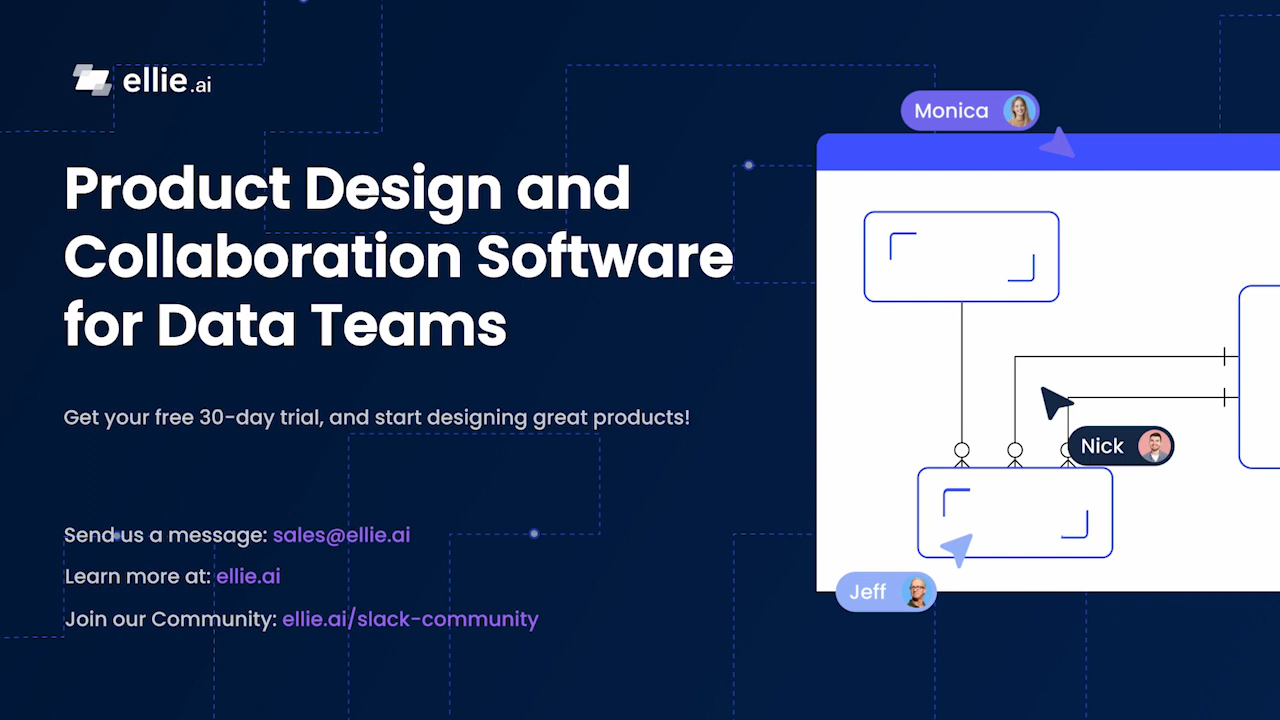 ellie.ai
Product Design and
Collaboration Software
for Data Teams
Get your free 30-day trial, and start designing great products!
Send us a message: sales@ellie.ai
Learn more at: ellie.ai
Join our Community: ellie.ai/slack-community
Monica
Nick
Jeff